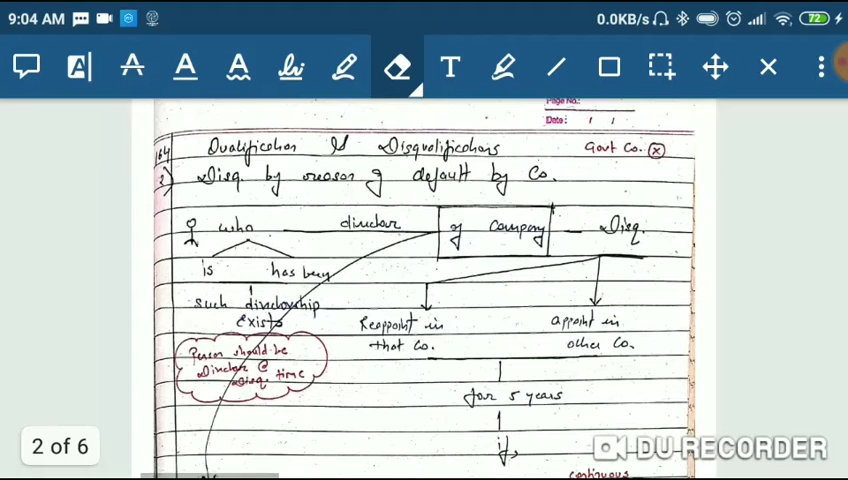 9:04 AM
0.0KB/s
72
A A A A T
Page No.:
Date: / /
164
Qualification & Disqualifications Govt Co. x
2) Disq. by reason of default by Co.
who director of company Disq.
is has been
such directorship
exists
Reappoint in
that Co.
appoint in
other Co.
Person should be
Director @
Disq. time
for 5 years
if
2 of 6
DU RECORDER
continuous